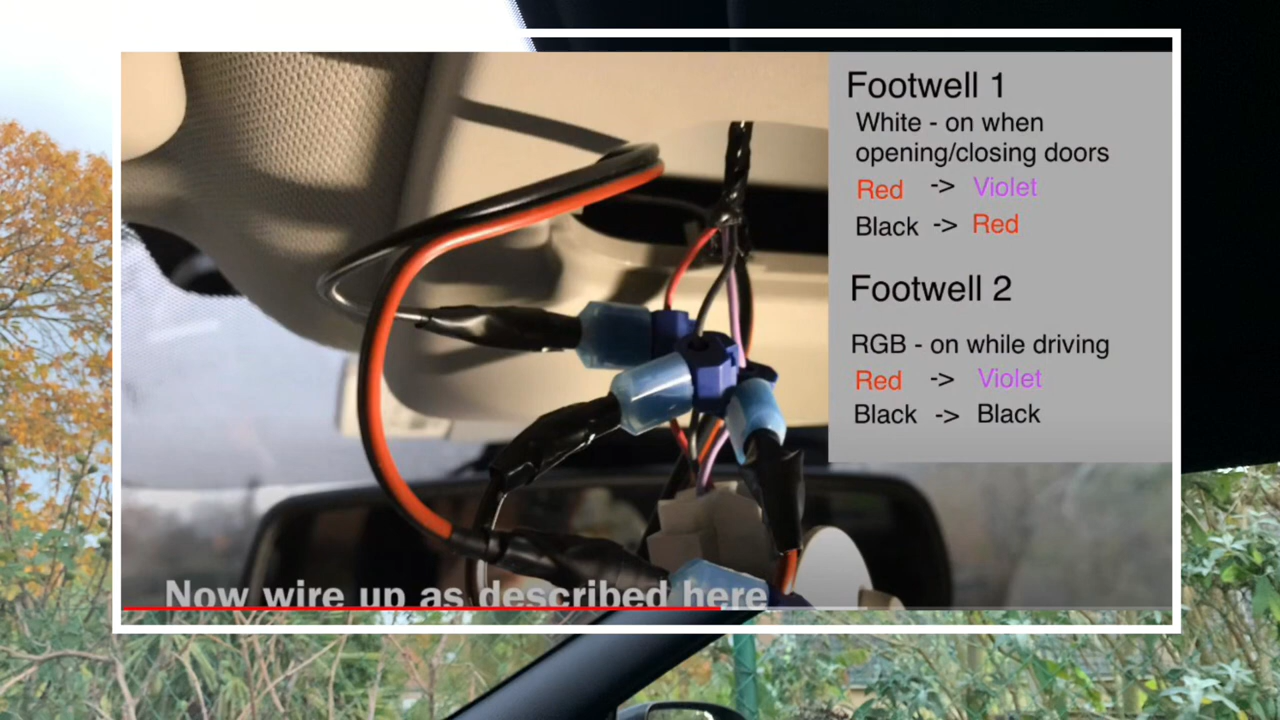 Footwell 1
White - on when
opening/closing doors
Red -> Violet
Black -> Red
Footwell 2
RGB - on while driving
Red -> Violet
Black -> Black
Now wire up as described here